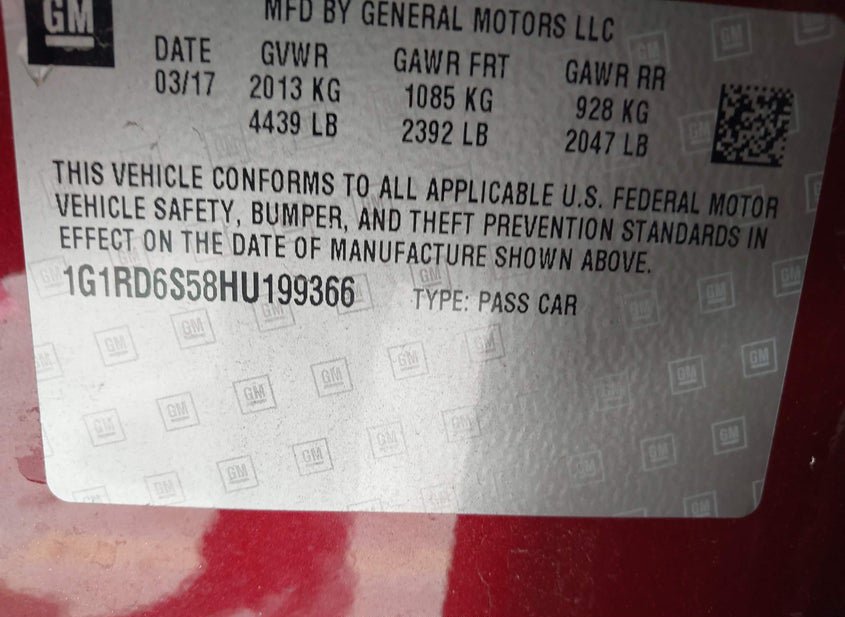 GM
MFD BY GENERAL MOTORS LLC
DATE GVWR GAWR FRT GAWR RR
03/17 2013 KG 1085 KG 928 KG
4439 LB 2392 LB 2047 LB
THIS VEHICLE CONFORMS TO ALL APPLICABLE U.S. FEDERAL MOTOR
VEHICLE SAFETY, BUMPER, AND THEFT PREVENTION STANDARDS IN
EFFECT ON THE DATE OF MANUFACTURE SHOWN ABOVE.
1G1RD6S58HU199366 TYPE: PASS CAR